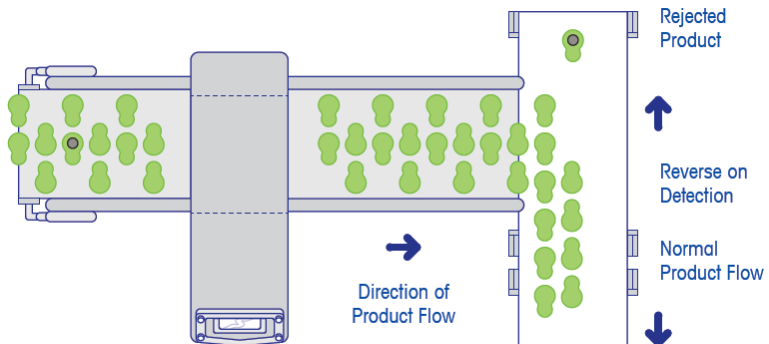 Rejected
Product
Reverse on
Detection
Normal
Product Flow
Direction of
Product Flow